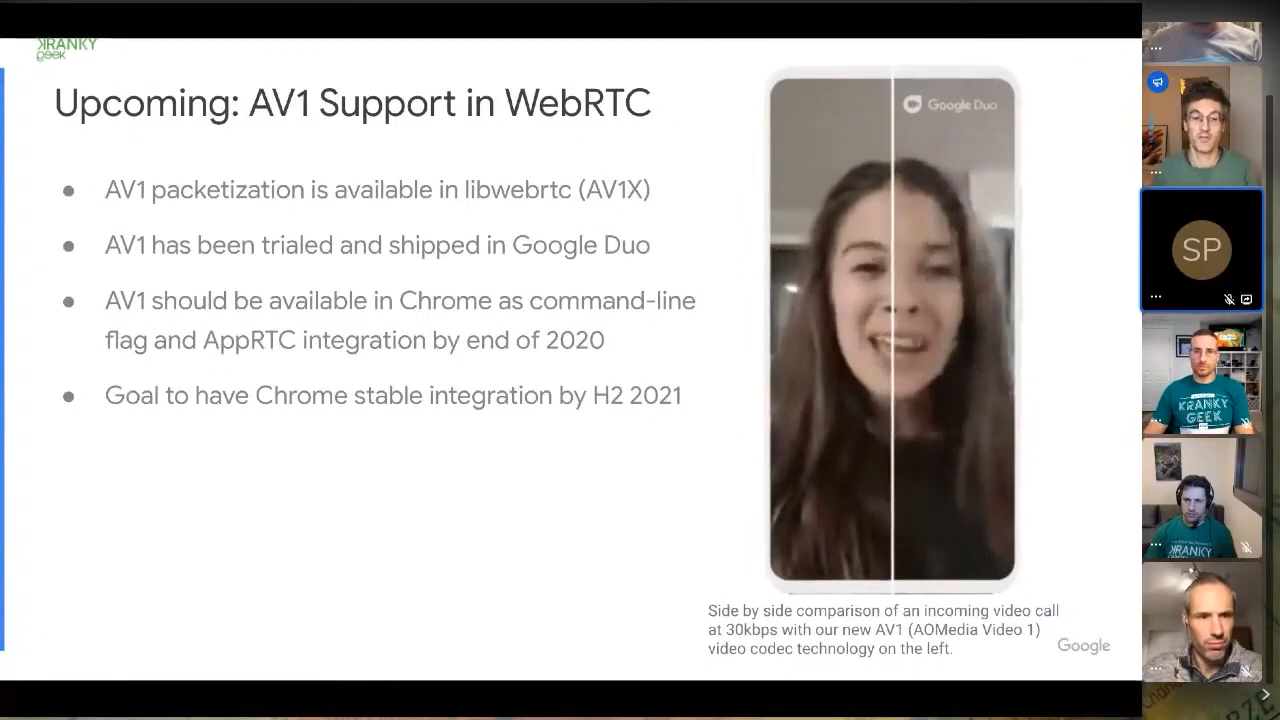 KRANKY
geek
Upcoming: AV1 Support in WebRTC
● AV1 packetization is available in libwebrtc (AV1X)
● AV1 has been trialed and shipped in Google Duo
● AV1 should be available in Chrome as command-line
flag and AppRTC integration by end of 2020
● Goal to have Chrome stable integration by H2 2021
Google Duo
Side by side comparison of an incoming video call
at 30kbps with our new AV1 (AOMedia Video 1)
video codec technology on the left.
Google
SP
KRANKY
GEEK
KRANKY